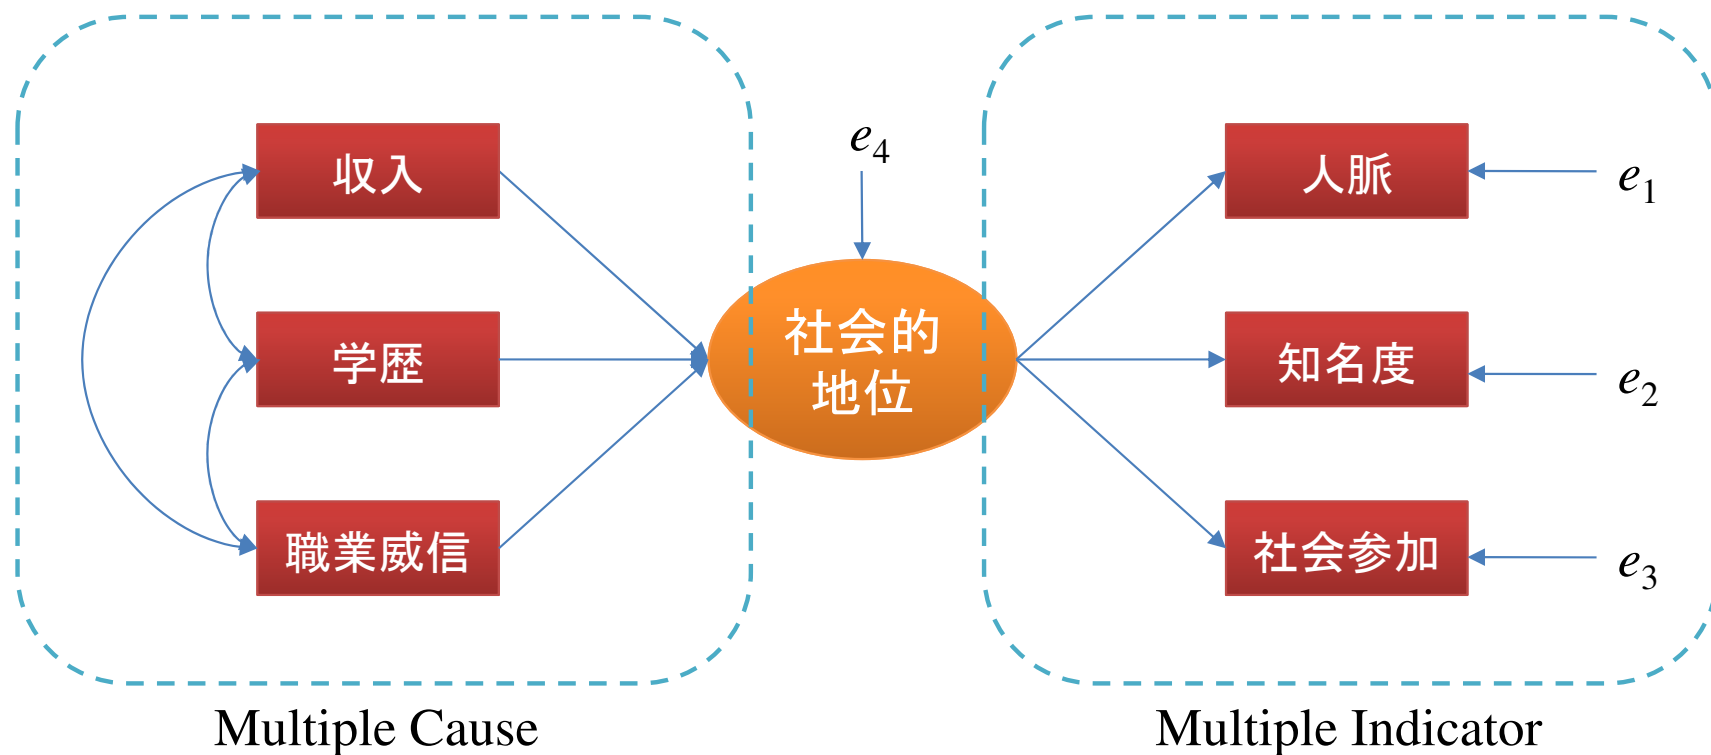 収入
学歴
職業威信
e4
社会的
地位
人脈
知名度
社会参加
e1
e2
e3
Multiple Cause
Multiple Indicator